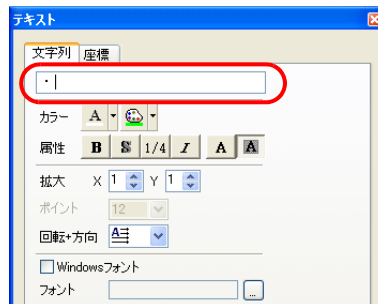 テキスト
文字列 座標
・
カラー A
属性 B S 1/4 I A A
拡大 X 1 Y 1
ポイント 12
回転+方向 A
Windowsフォント
フォント ...